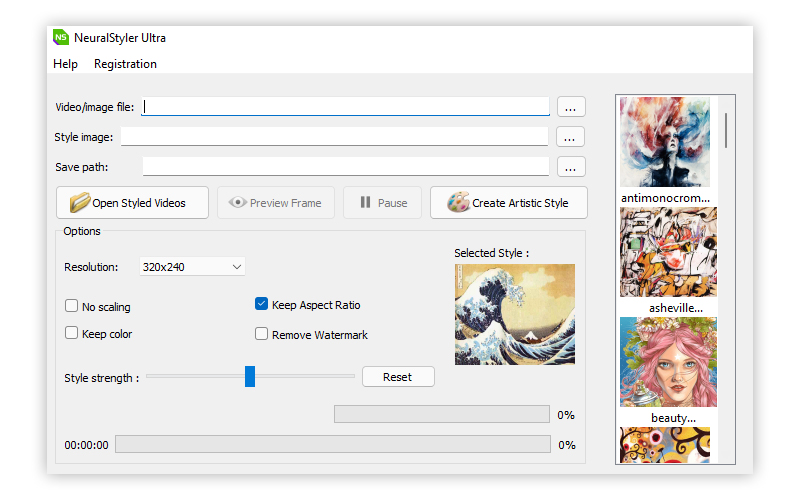 NS NeuralStyler Ultra
Help Registration
Video/image file: ...
Style image: ...
Save path: ...
Open Styled Videos Preview Frame Pause Create Artistic Style
Options
Resolution: 320x240
Selected Style :
No scaling Keep Aspect Ratio
Keep color Remove Watermark
Style strength : Reset
0%
00:00:00 0%
antimonocrom...
asheville...
beauty...